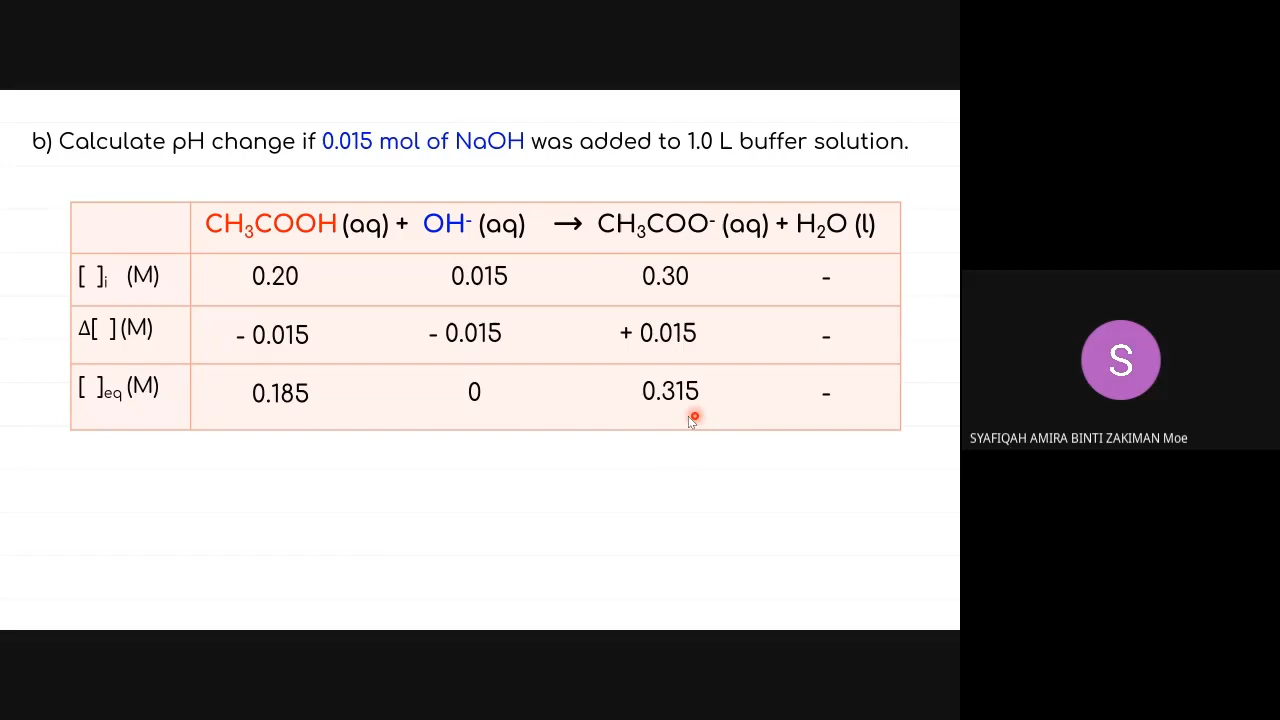 b) Calculate pH change if 0.015 mol of NaOH was added to 1.0 L buffer solution.
CH₃COOH (aq) + OH⁻ (aq) → CH₃COO⁻ (aq) + H₂O (l)
[ ]ᵢ (M) 0.20 0.015 0.30 -
Δ[ ] (M) - 0.015 - 0.015 + 0.015 -
[ ]eq (M) 0.185 0 0.315 -
S
SYAFIQAH AMIRA BINTI ZAKIMAN Moe